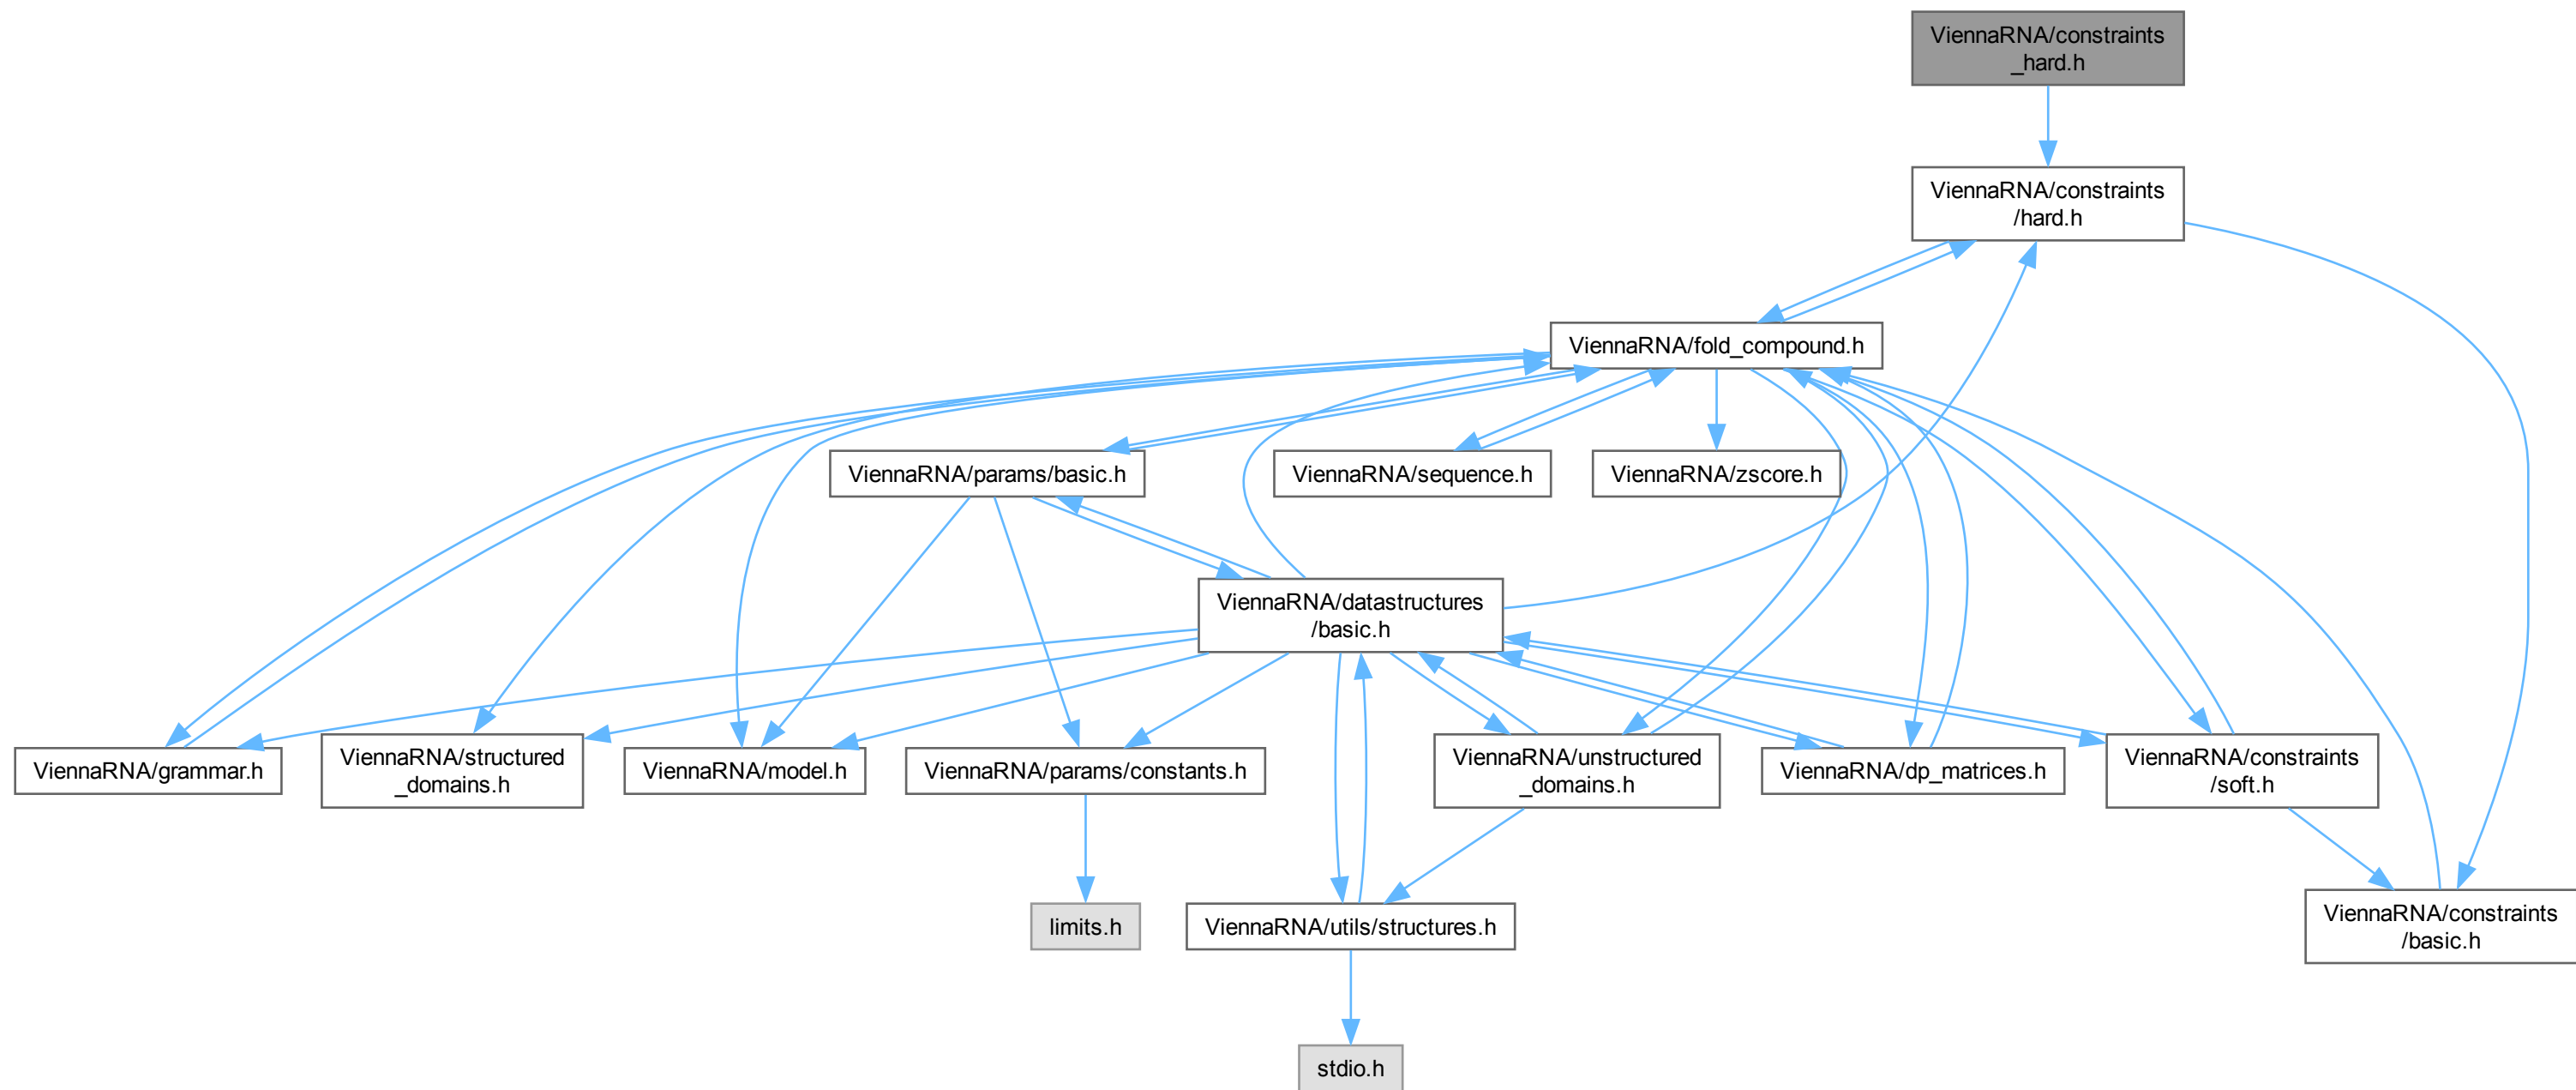 ViennaRNA/constraints
_hard.h
ViennaRNA/constraints
/hard.h
ViennaRNA/fold_compound.h
ViennaRNA/params/basic.h
ViennaRNA/sequence.h
ViennaRNA/zscore.h
ViennaRNA/datastructures
/basic.h
ViennaRNA/grammar.h
ViennaRNA/structured
_domains.h
ViennaRNA/model.h
ViennaRNA/params/constants.h
ViennaRNA/unstructured
_domains.h
ViennaRNA/dp_matrices.h
ViennaRNA/constraints
/soft.h
limits.h
ViennaRNA/utils/structures.h
ViennaRNA/constraints
/basic.h
stdio.h